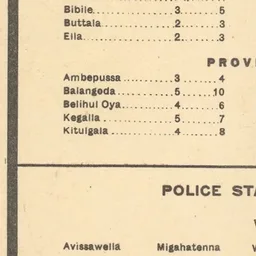 Bibile.............3.......5
Buttala...........2.......3
Ella................2.......3
PROV
Ambepussa..........3.......4
Balangoda...........5......10
Belihul Oya..........4.......6
Kegalla..............5.......7
Kitulgala............4.......8
POLICE STA
Avissawella Migahatenna